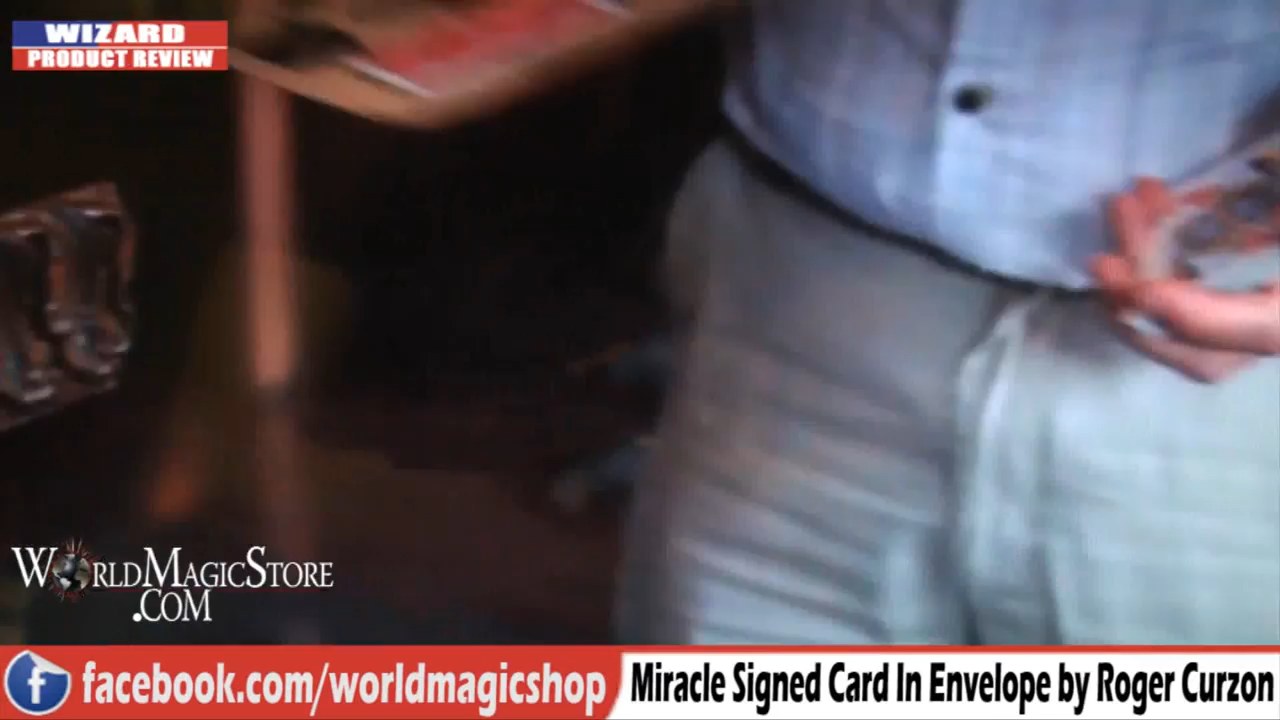 WIZARD
PRODUCT REVIEW
WORLDMAGICSTORE
.COM
facebook.com/worldmagicshop
Miracle Signed Card In Envelope by Roger Curzon